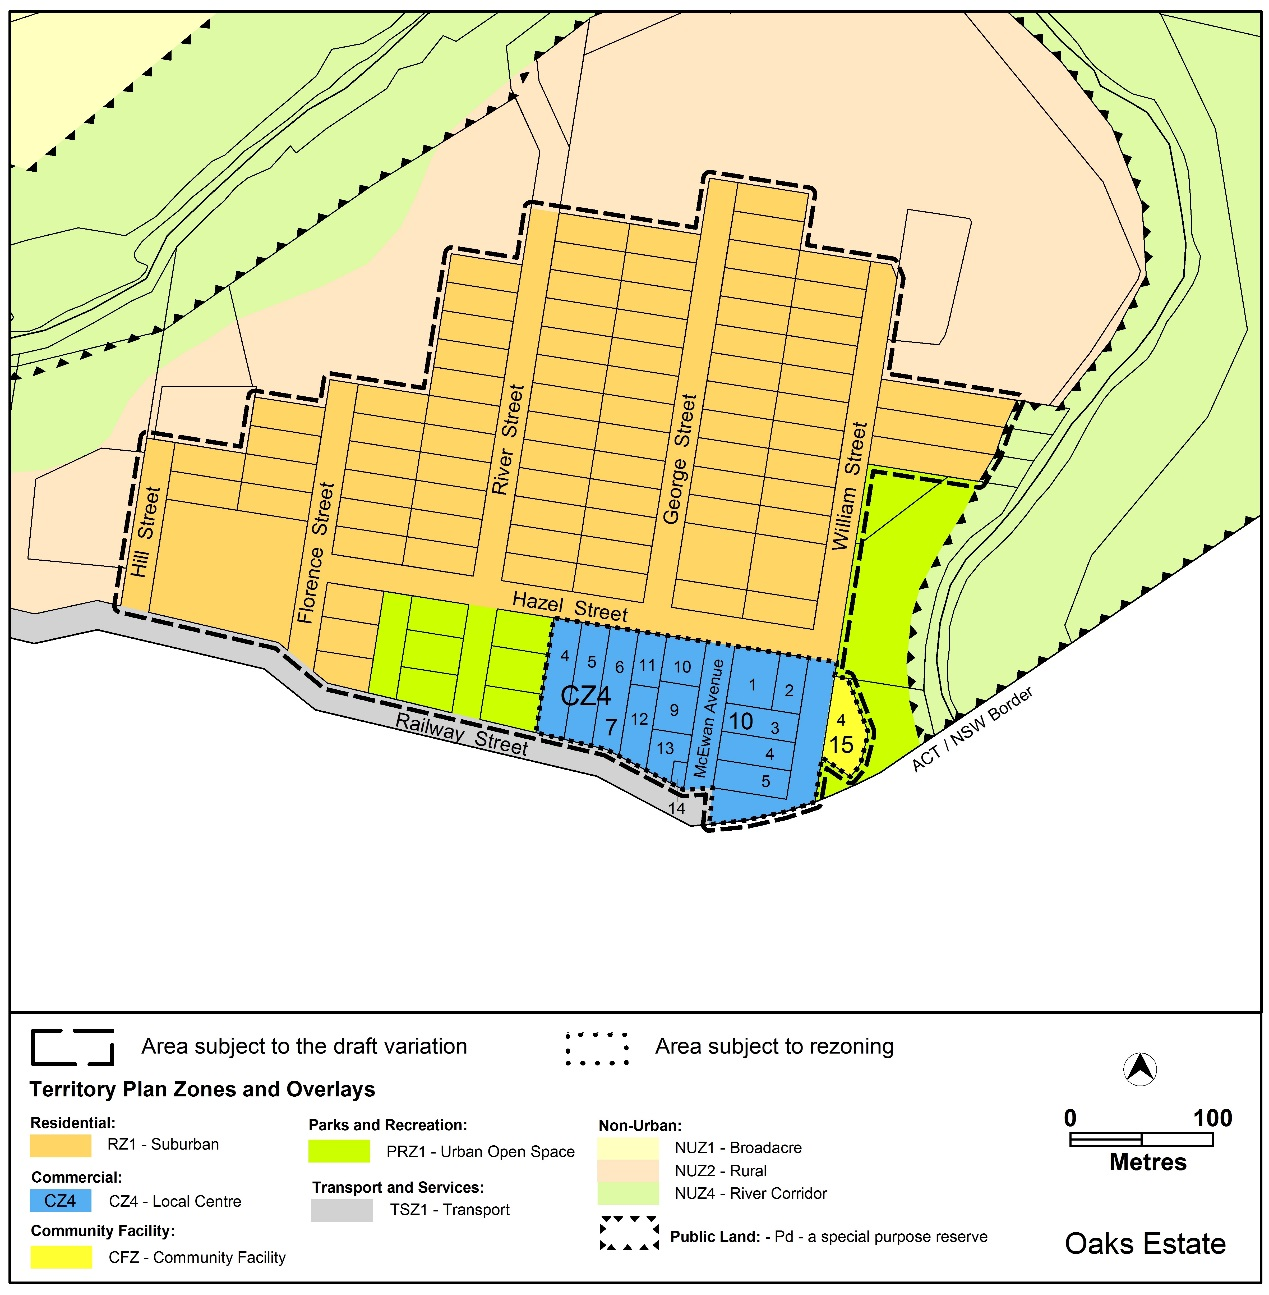 River Street
George Street
William Street
Hill Street
Florence Street
Hazel Street
4
5
6
11
10
CZ4
7
12
9
13
McEwan Avenue
1
2
10
3
4
5
4
15
14
Railway Street
ACT / NSW Border
Area subject to the draft variation
Area subject to rezoning
Territory Plan Zones and Overlays
Residential:
RZ1 - Suburban
Commercial:
CZ4
CZ4 - Local Centre
Community Facility:
CFZ - Community Facility
Parks and Recreation:
PRZ1 - Urban Open Space
Transport and Services:
TSZ1 - Transport
Non-Urban:
NUZ1 - Broadacre
NUZ2 - Rural
NUZ4 - River Corridor
Public Land: - Pd - a special purpose reserve
0 100
Metres
Oaks Estate